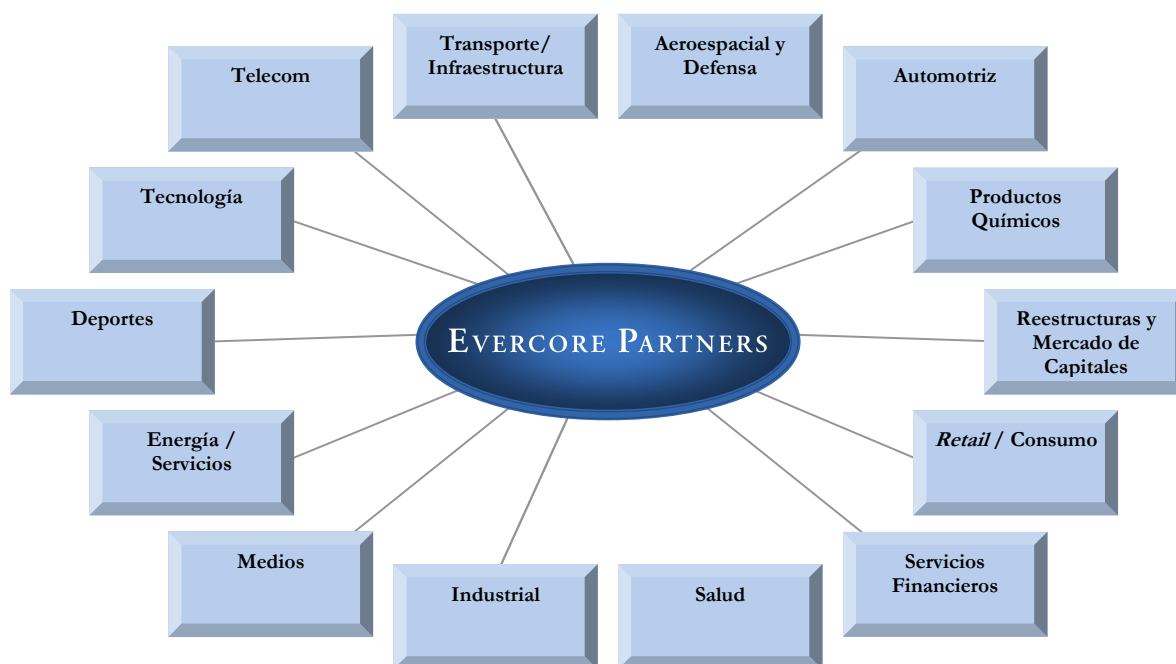 Transporte/
Infraestructura
Aeroespacial y
Defensa
Telecom
Automotriz
Tecnología
Productos
Químicos
Deportes
EVERCORE PARTNERS
Reestructuras y
Mercado de
Capitales
Energía /
Servicios
Retail / Consumo
Medios
Servicios
Financieros
Industrial
Salud